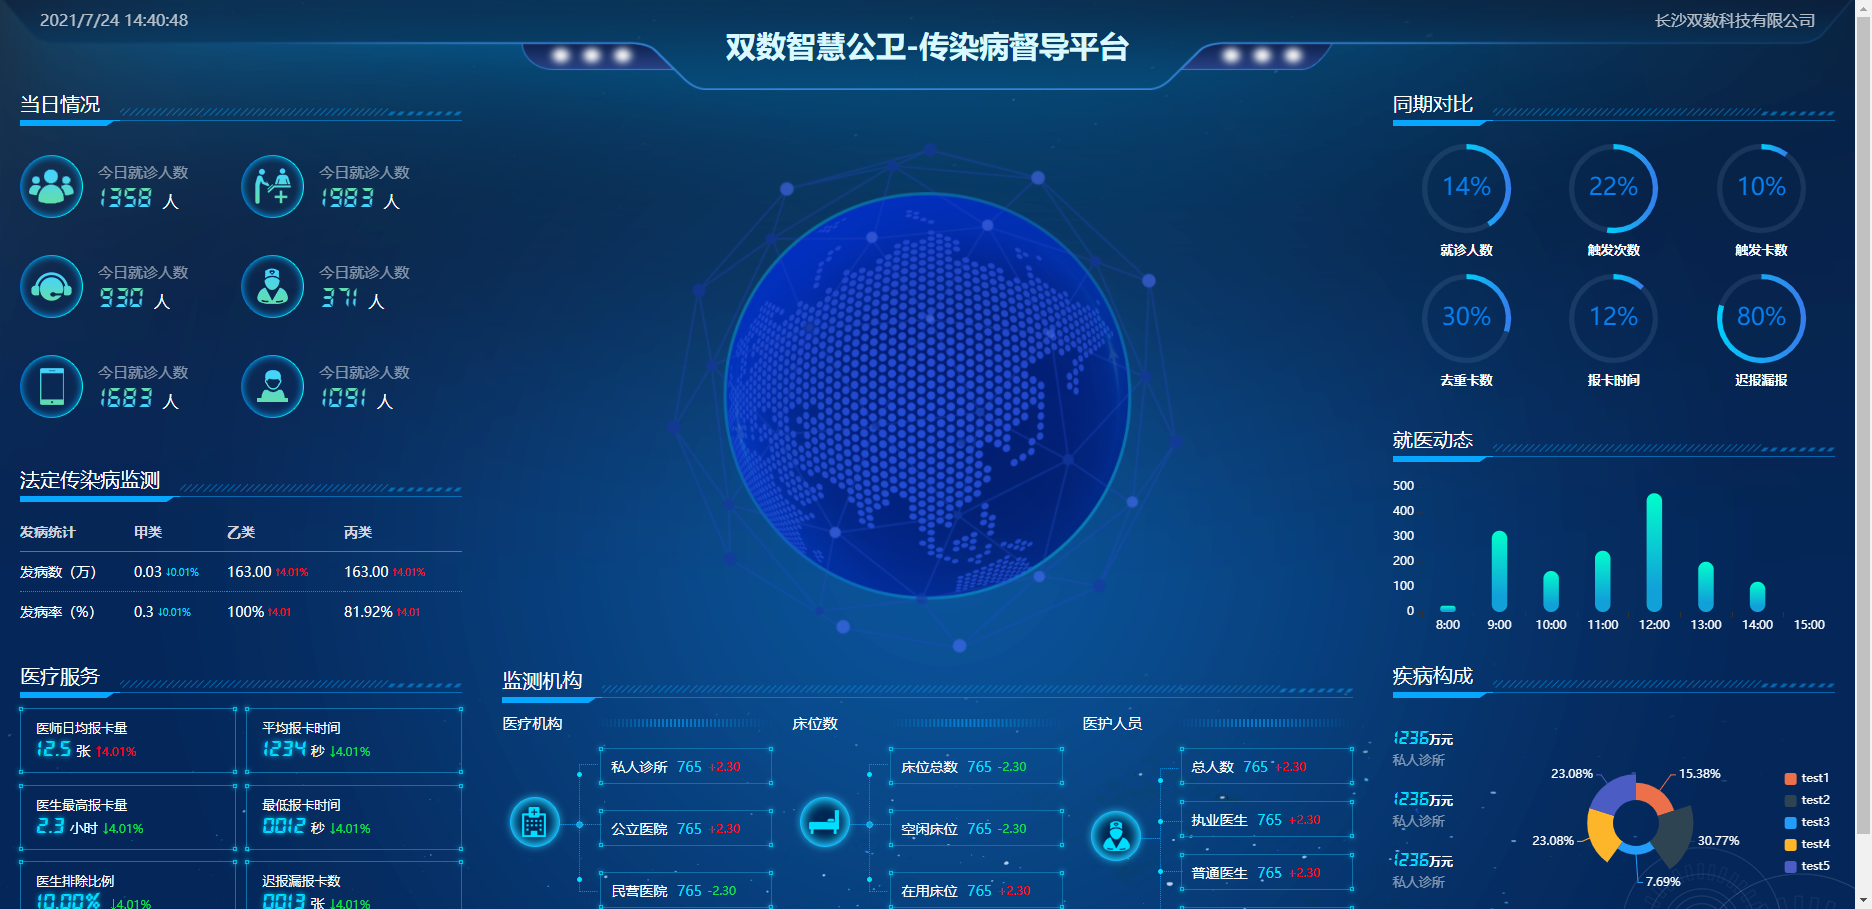 2021/7/24 14:40:48
双数智慧公卫-传染病督导平台
长沙双数科技有限公司
当日情况
今日就诊人数
1358 人
今日就诊人数
1983 人
今日就诊人数
930 人
今日就诊人数
371 人
今日就诊人数
1683 人
今日就诊人数
1091 人
法定传染病监测
发病统计 甲类 乙类 丙类
发病数（万） 0.03 ↓0.01% 163.00 ↑4.01% 163.00 ↑4.01%
发病率（%） 0.3 ↓0.01% 100% ↑4.01 81.92% ↑4.01
医疗服务
医师日均报卡量
12.5 张 ↑4.01%
平均报卡时间
1234 秒 ↓4.01%
医生最高报卡量
2.3 小时 ↓4.01%
最低报卡时间
0012 秒 ↓4.01%
医生排除比例
10.00% ↓4.01%
迟报漏报卡数
0013 张 ↓4.01%
监测机构
医疗机构
私人诊所 765 +2.30
公立医院 765 +2.30
民营医院 765 -2.30
床位数
床位总数 765 -2.30
空闲床位 765 -2.30
在用床位 765 +2.30
医护人员
总人数 765 +2.30
执业医生 765 +2.30
普通医生 765 +2.30
同期对比
14% 22% 10%
就诊人数 触发次数 触发卡数
30% 12% 80%
去重卡数 报卡时间 迟报漏报
就医动态
500
400
300
200
100
0
8:00 9:00 10:00 11:00 12:00 13:00 14:00 15:00
疾病构成
1236万元
私人诊所
1236万元
私人诊所
1236万元
私人诊所
23.08% 15.38%
23.08% 30.77%
7.69%
test1
test2
test3
test4
test5